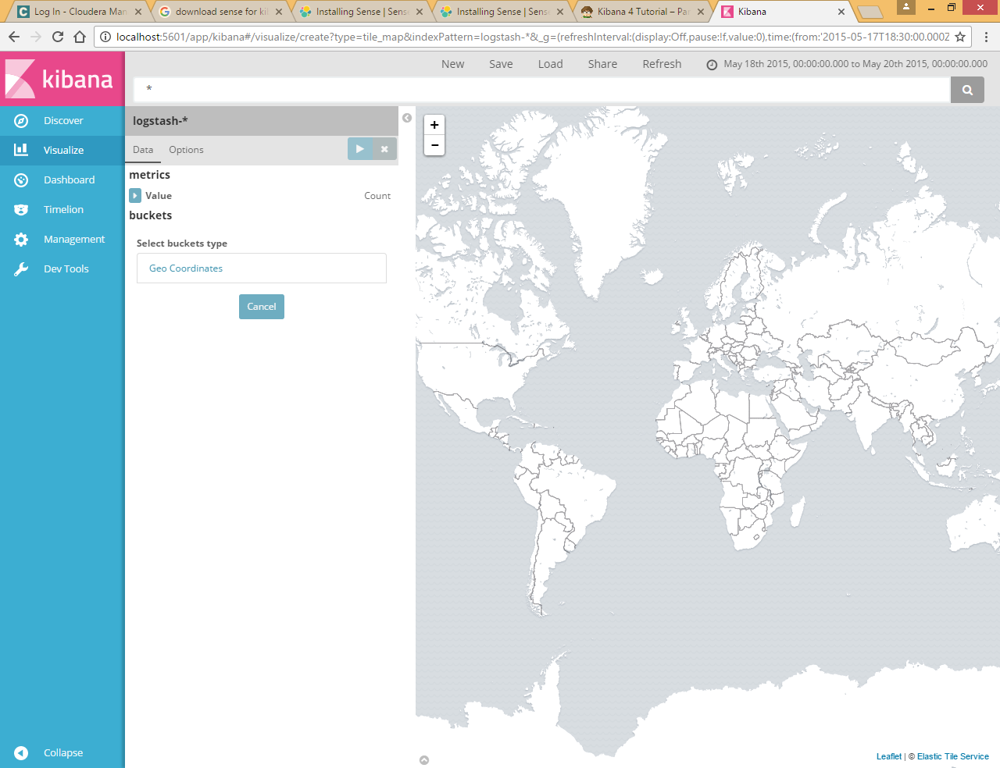 Log In - Cloudera Man
download sense for ki
Installing Sense | Sens
Installing Sense | Sens
Kibana 4 Tutorial – Pa
Kibana
localhost:5601/app/kibana#/visualize/create?type=tile_map&indexPattern=logstash-*&_g=(refreshInterval:(display:Off,pause:!f,value:0),time:(from:'2015-05-17T18:30:00.000Z
kibana
New
Save
Load
Share
Refresh
May 18th 2015, 00:00:00.000 to May 20th 2015, 00:00:00.000
*
Discover
Visualize
Dashboard
Timelion
Management
Dev Tools
Collapse
logstash-*
Data
Options
metrics
Value
Count
buckets
Select buckets type
Geo Coordinates
Cancel
+
−
Leaflet | © Elastic Tile Service